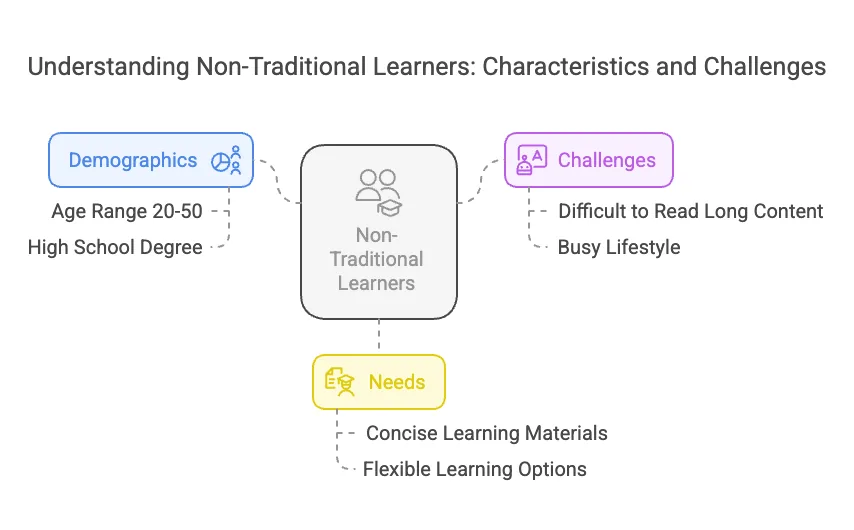 Understanding Non-Traditional Learners: Characteristics and Challenges
Demographics
Age Range 20-50
High School Degree
Non-
Traditional
Learners
Challenges
Difficult to Read Long Content
Busy Lifestyle
Needs
Concise Learning Materials
Flexible Learning Options